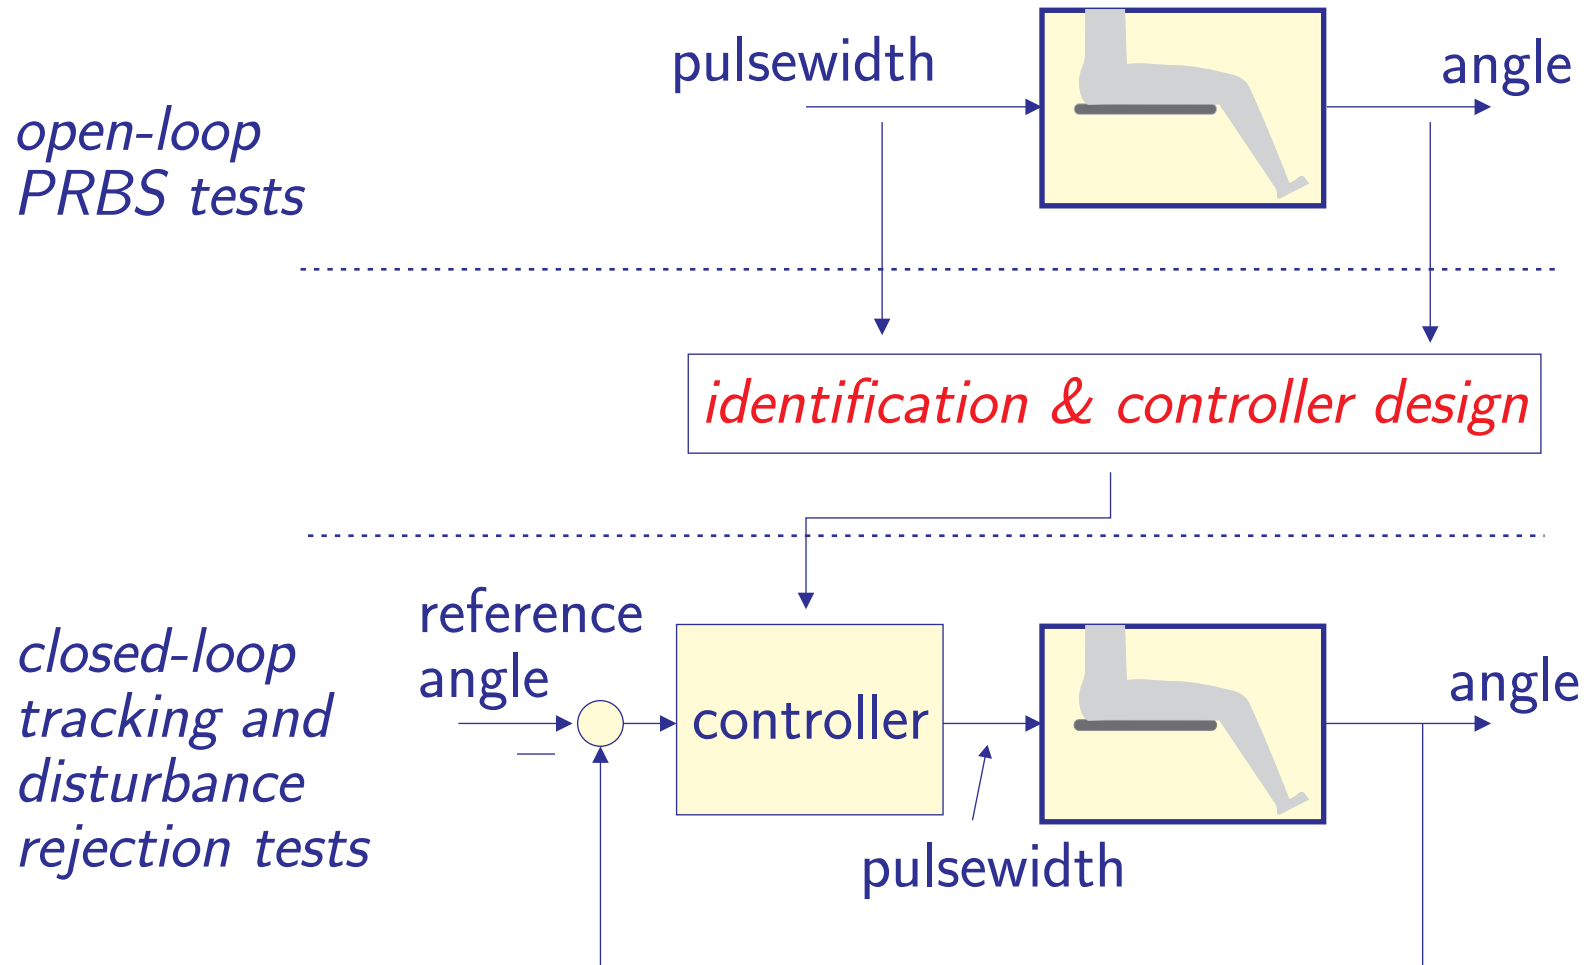 pulsewidth
angle
open-loop
PRBS tests
identification & controller design
reference
angle
closed-loop
tracking and
disturbance
rejection tests
controller
angle
pulsewidth